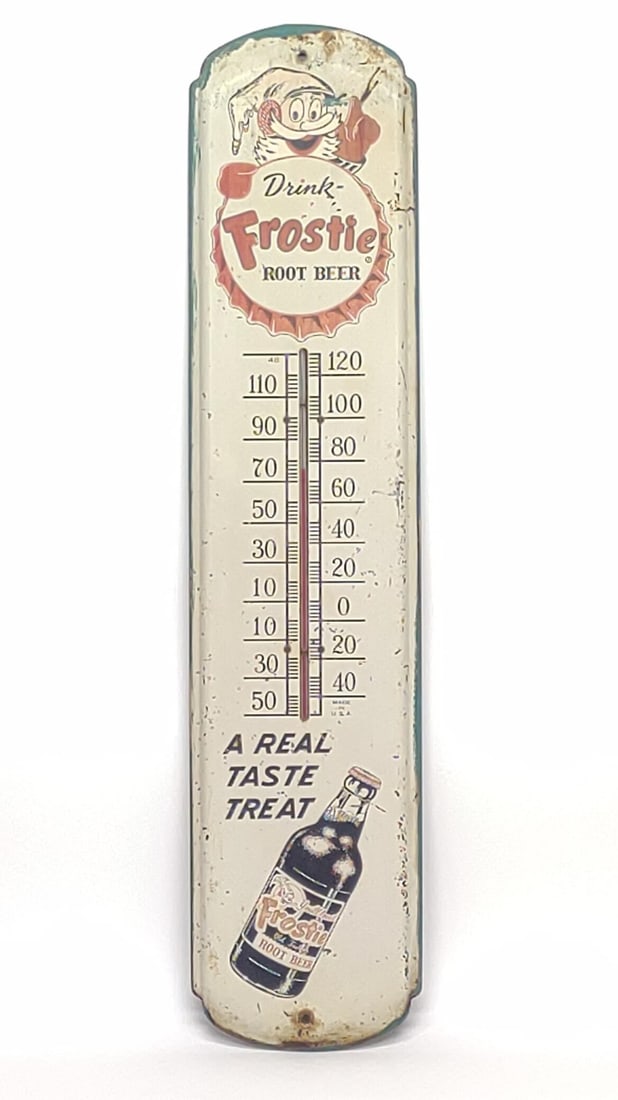 Drink-
Frostie
ROOT BEER
120
110
100
90
80
70
60
50
40
30
20
10
0
10
20
30
40
50
MADE
IN
U.S.A.
A REAL
TASTE
TREAT
Frostie
ROOT BEER